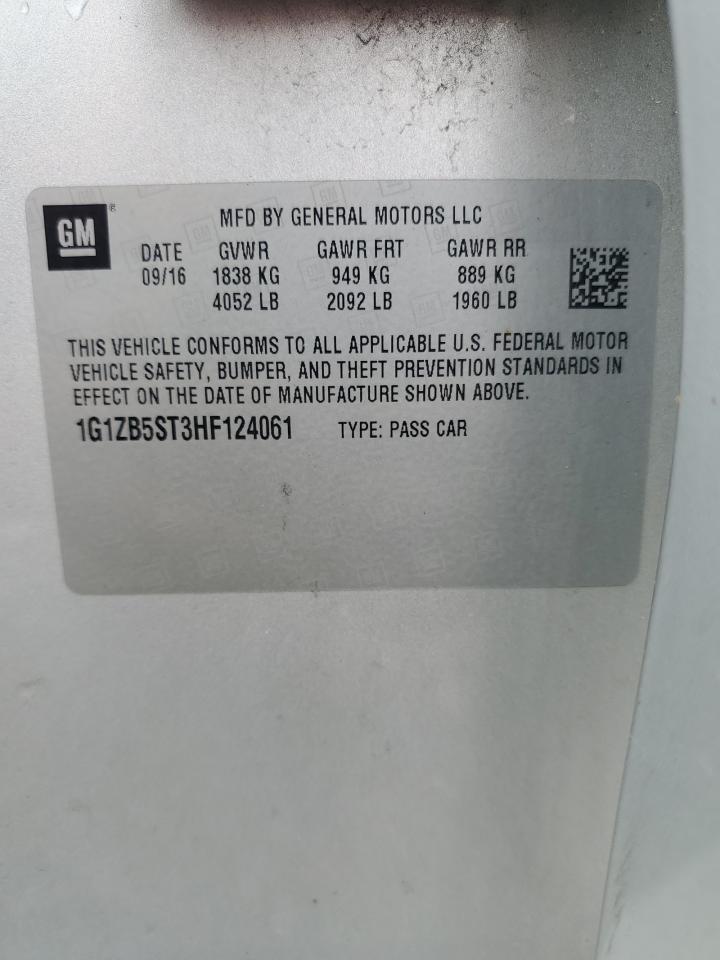 GM®
MFD BY GENERAL MOTORS LLC
DATE GVWR GAWR FRT GAWR RR
09/16 1838 KG 949 KG 889 KG
4052 LB 2092 LB 1960 LB
THIS VEHICLE CONFORMS TO ALL APPLICABLE U.S. FEDERAL MOTOR
VEHICLE SAFETY, BUMPER, AND THEFT PREVENTION STANDARDS IN
EFFECT ON THE DATE OF MANUFACTURE SHOWN ABOVE.
1G1ZB5ST3HF124061 TYPE: PASS CAR